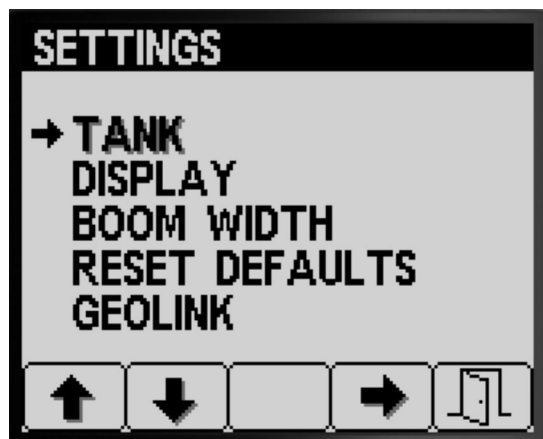 SETTINGS
TANK
DISPLAY
BOOM WIDTH
RESET DEFAULTS
GEOLINK